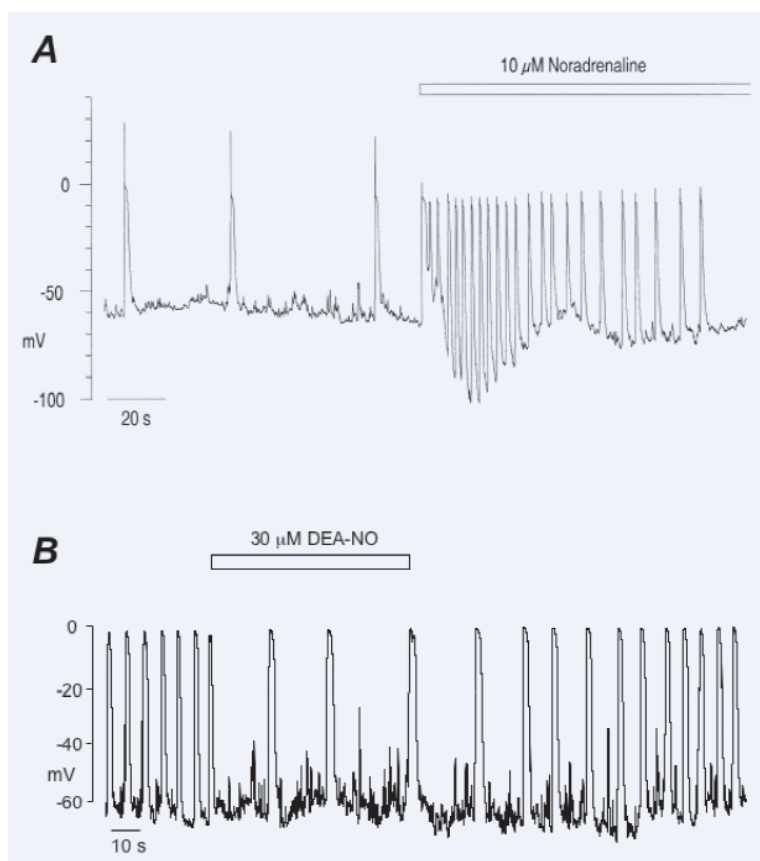 A
10 μM Noradrenaline
0
-50
mV
-100
20 s
B
30 μM DEA-NO
0
-20
-40
mV
-60
10 s